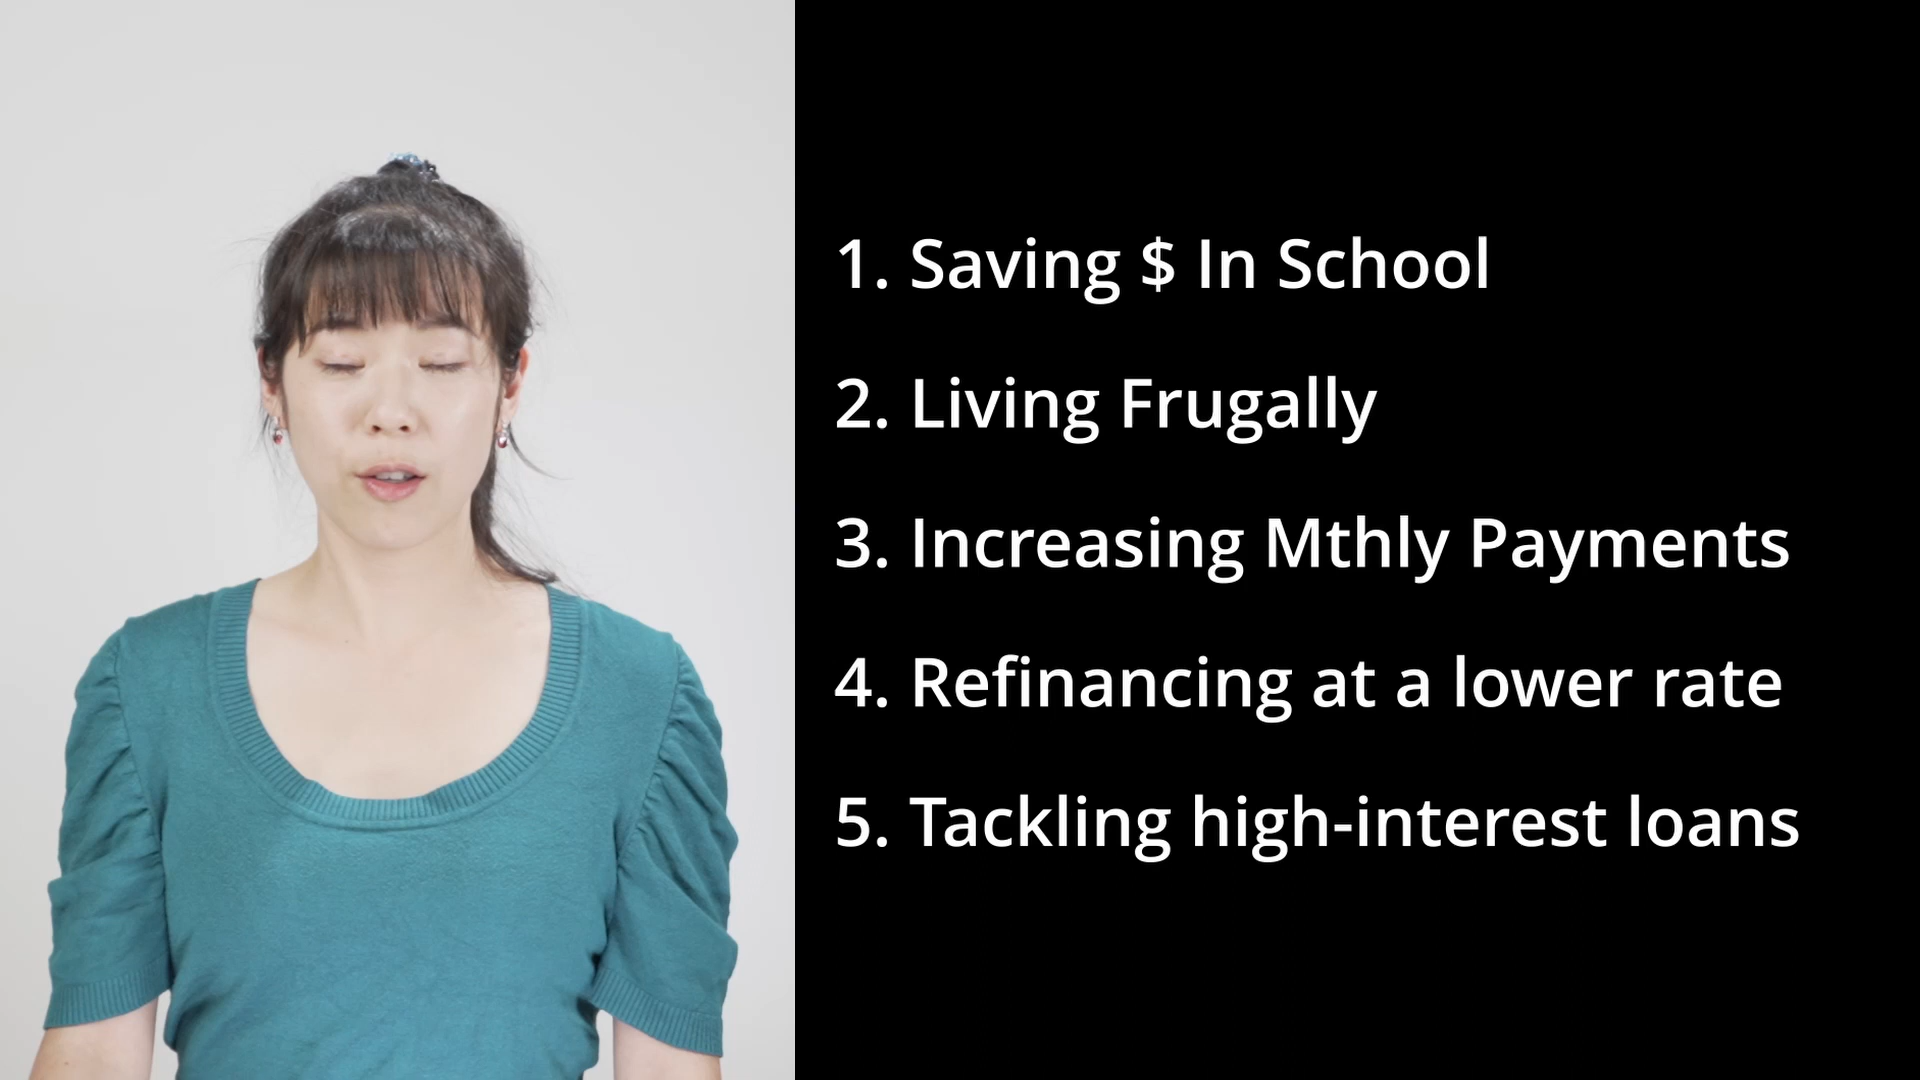 1. Saving $ In School
2. Living Frugally
3. Increasing Mthly Payments
4. Refinancing at a lower rate
5. Tackling high-interest loans